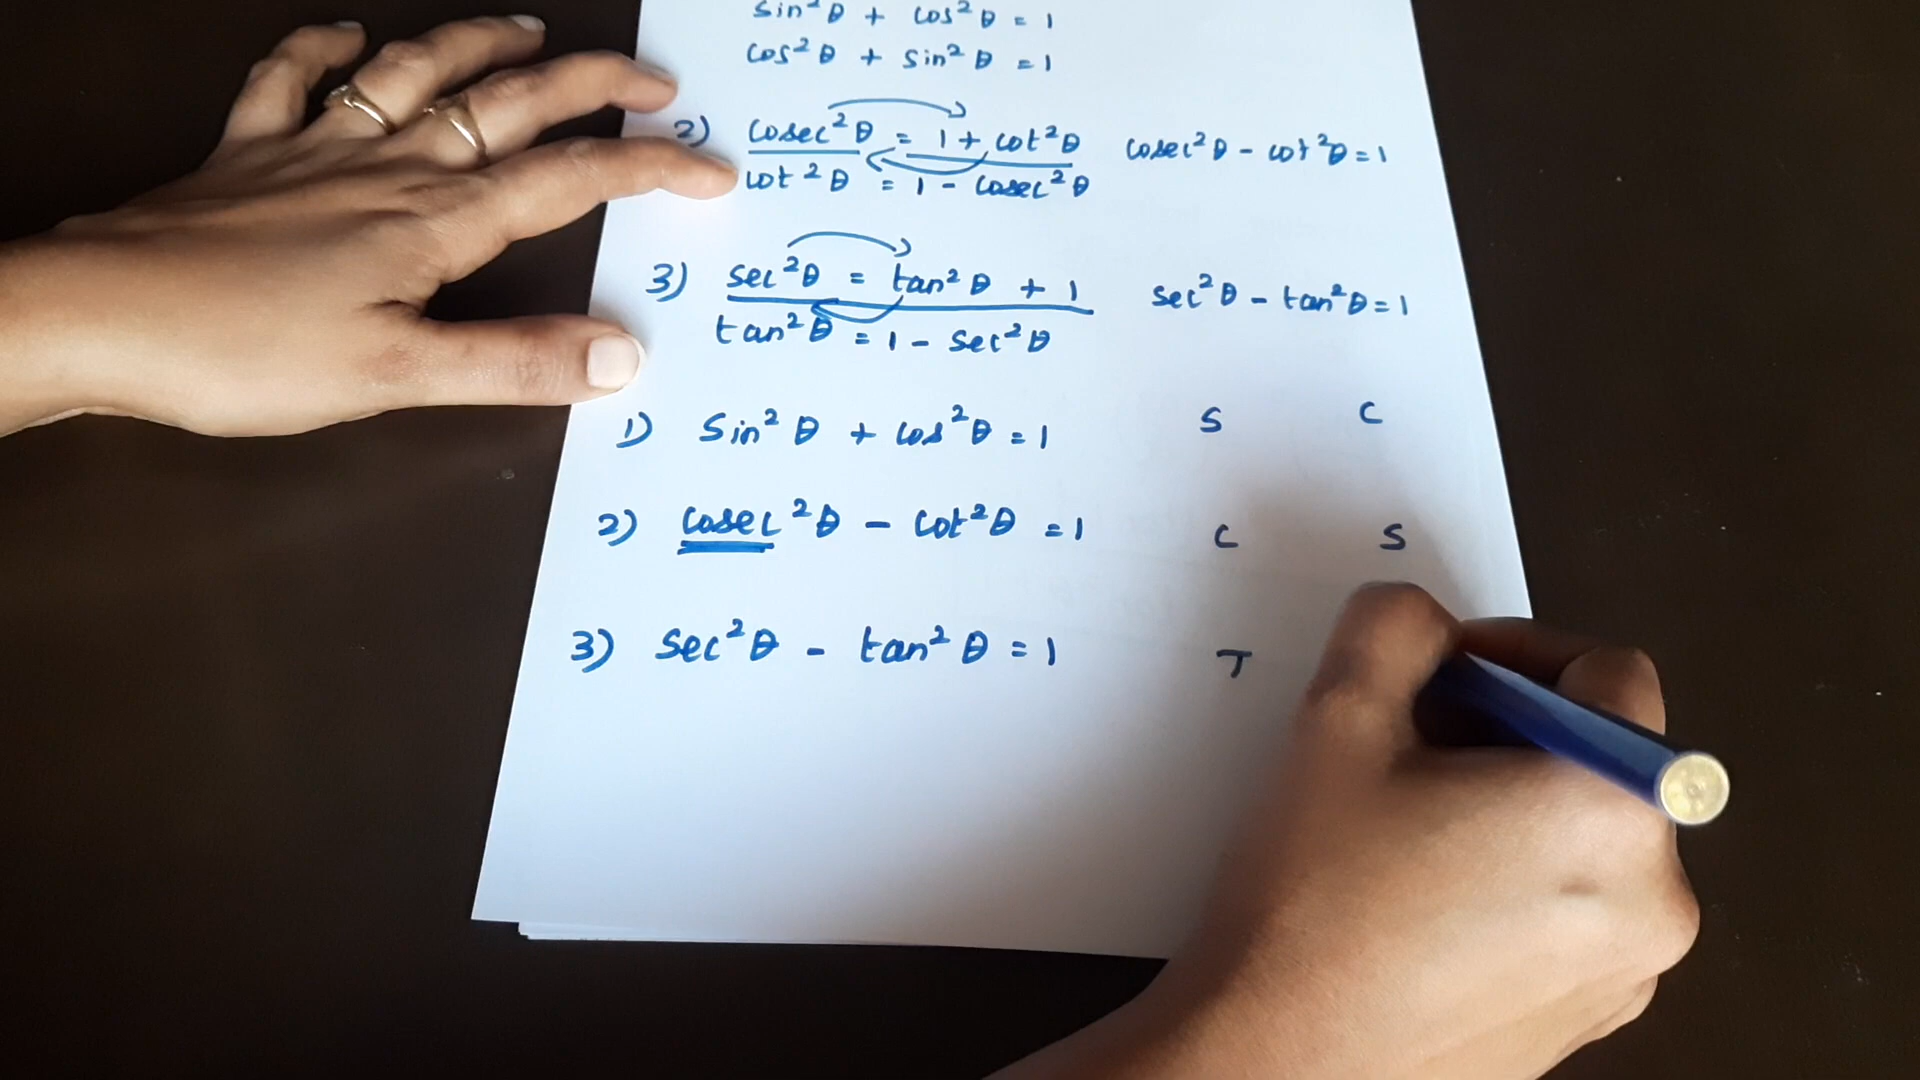 sin²θ + cos²θ = 1
cos²θ + sin²θ = 1
2) cosec²θ = 1 + cot²θ cosec²θ - cot²θ = 1
cot²θ = 1 - cosec²θ
3) sec²θ = tan²θ + 1 sec²θ - tan²θ = 1
tan²θ = 1 - sec²θ
1) Sin²θ + cos²θ = 1 S C
2) cosec²θ - cot²θ = 1 C S
3) sec²θ - tan²θ = 1 T